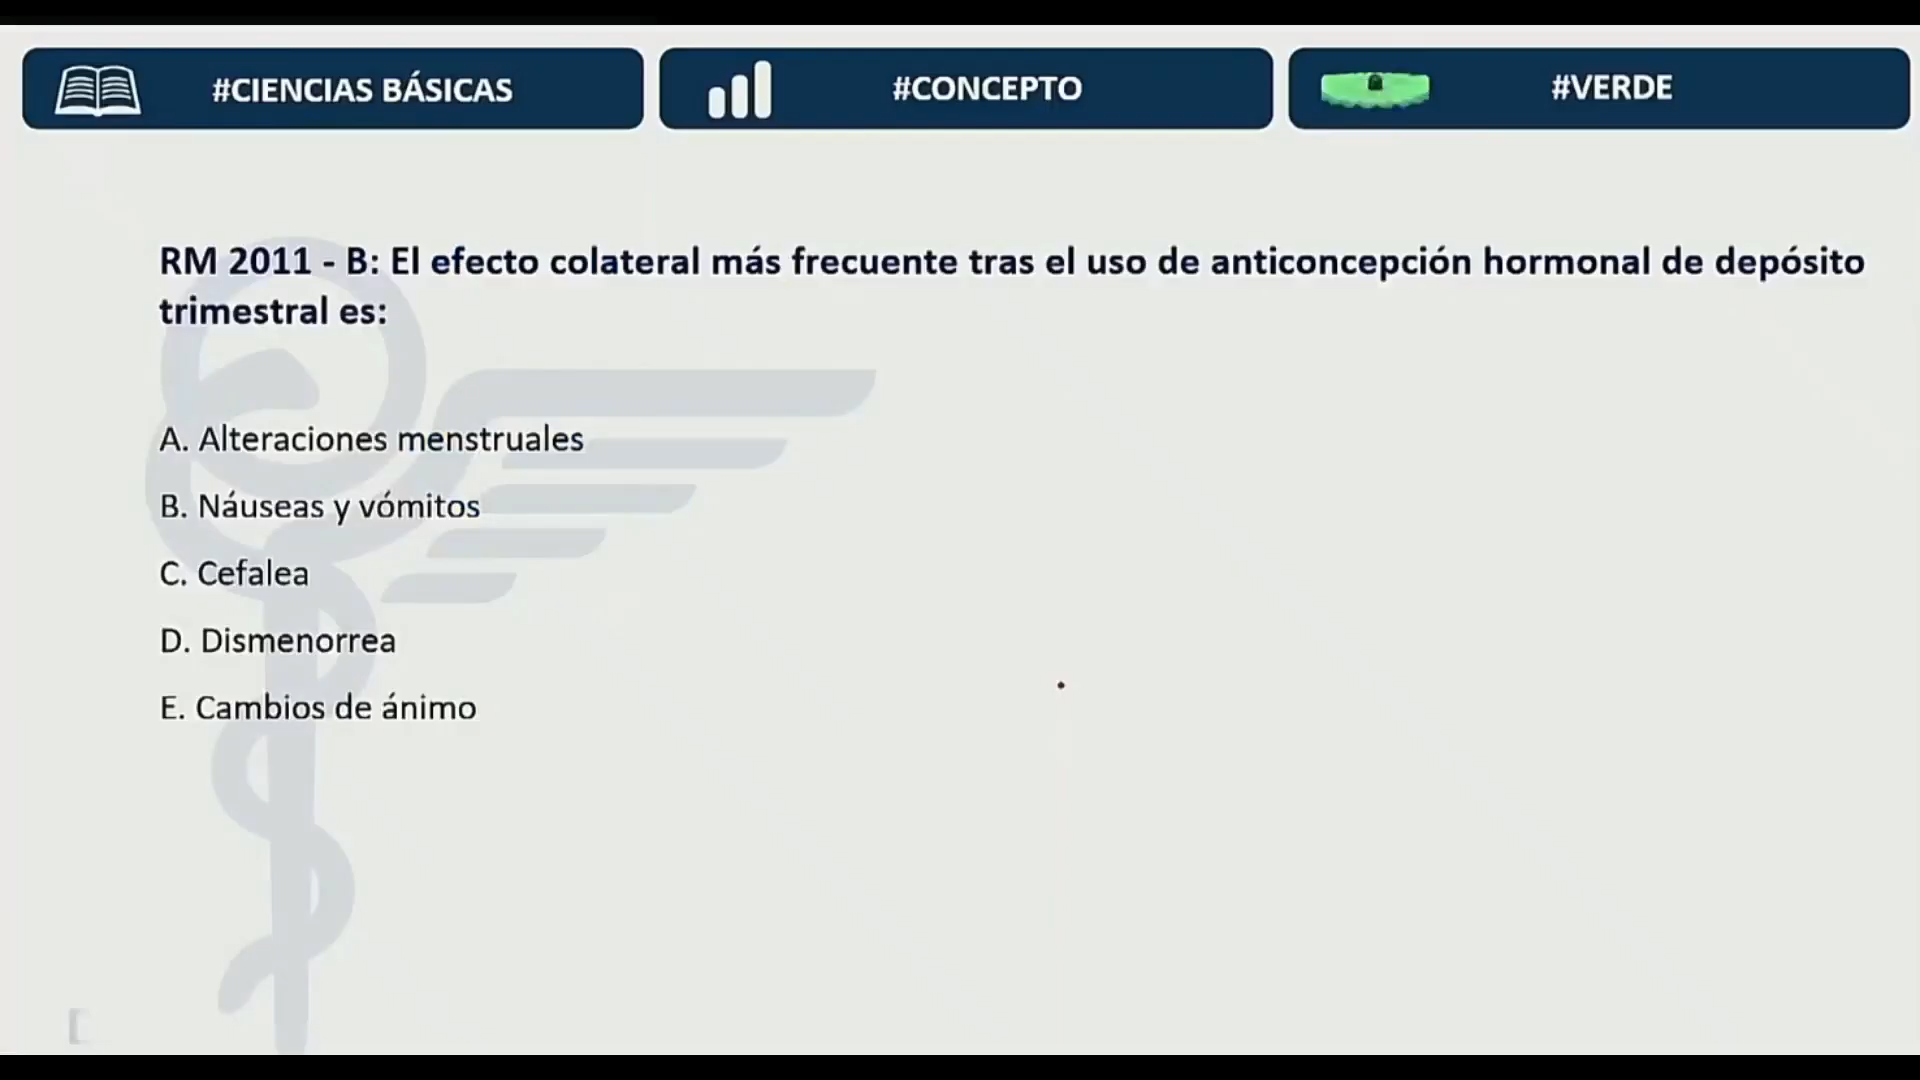 #CIENCIAS BÁSICAS
#CONCEPTO
#VERDE
RM 2011 - B: El efecto colateral más frecuente tras el uso de anticoncepción hormonal de depósito
trimestral es:
A. Alteraciones menstruales
B. Náuseas y vómitos
C. Cefalea
D. Dismenorrea
E. Cambios de ánimo